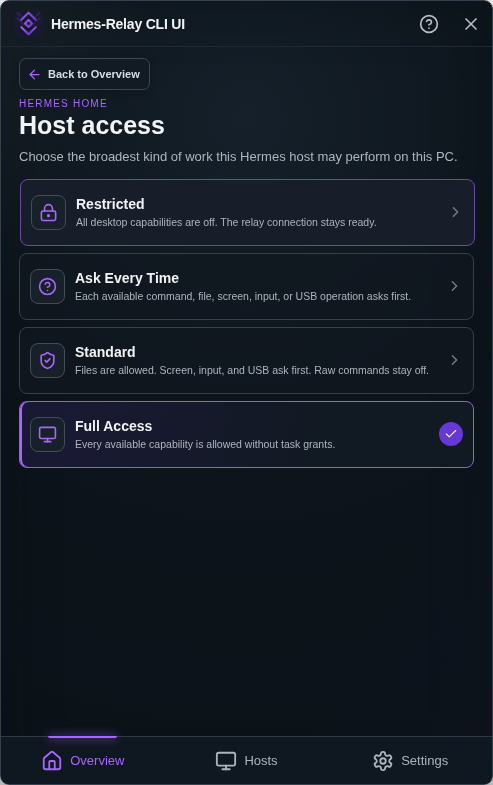 Hermes-Relay CLI UI
Back to Overview
HERMES HOME
Host access
Choose the broadest kind of work this Hermes host may perform on this PC.
Restricted
All desktop capabilities are off. The relay connection stays ready.
Ask Every Time
Each available command, file, screen, input, or USB operation asks first.
Standard
Files are allowed. Screen, input, and USB ask first. Raw commands stay off.
Full Access
Every available capability is allowed without task grants.
Overview
Hosts
Settings